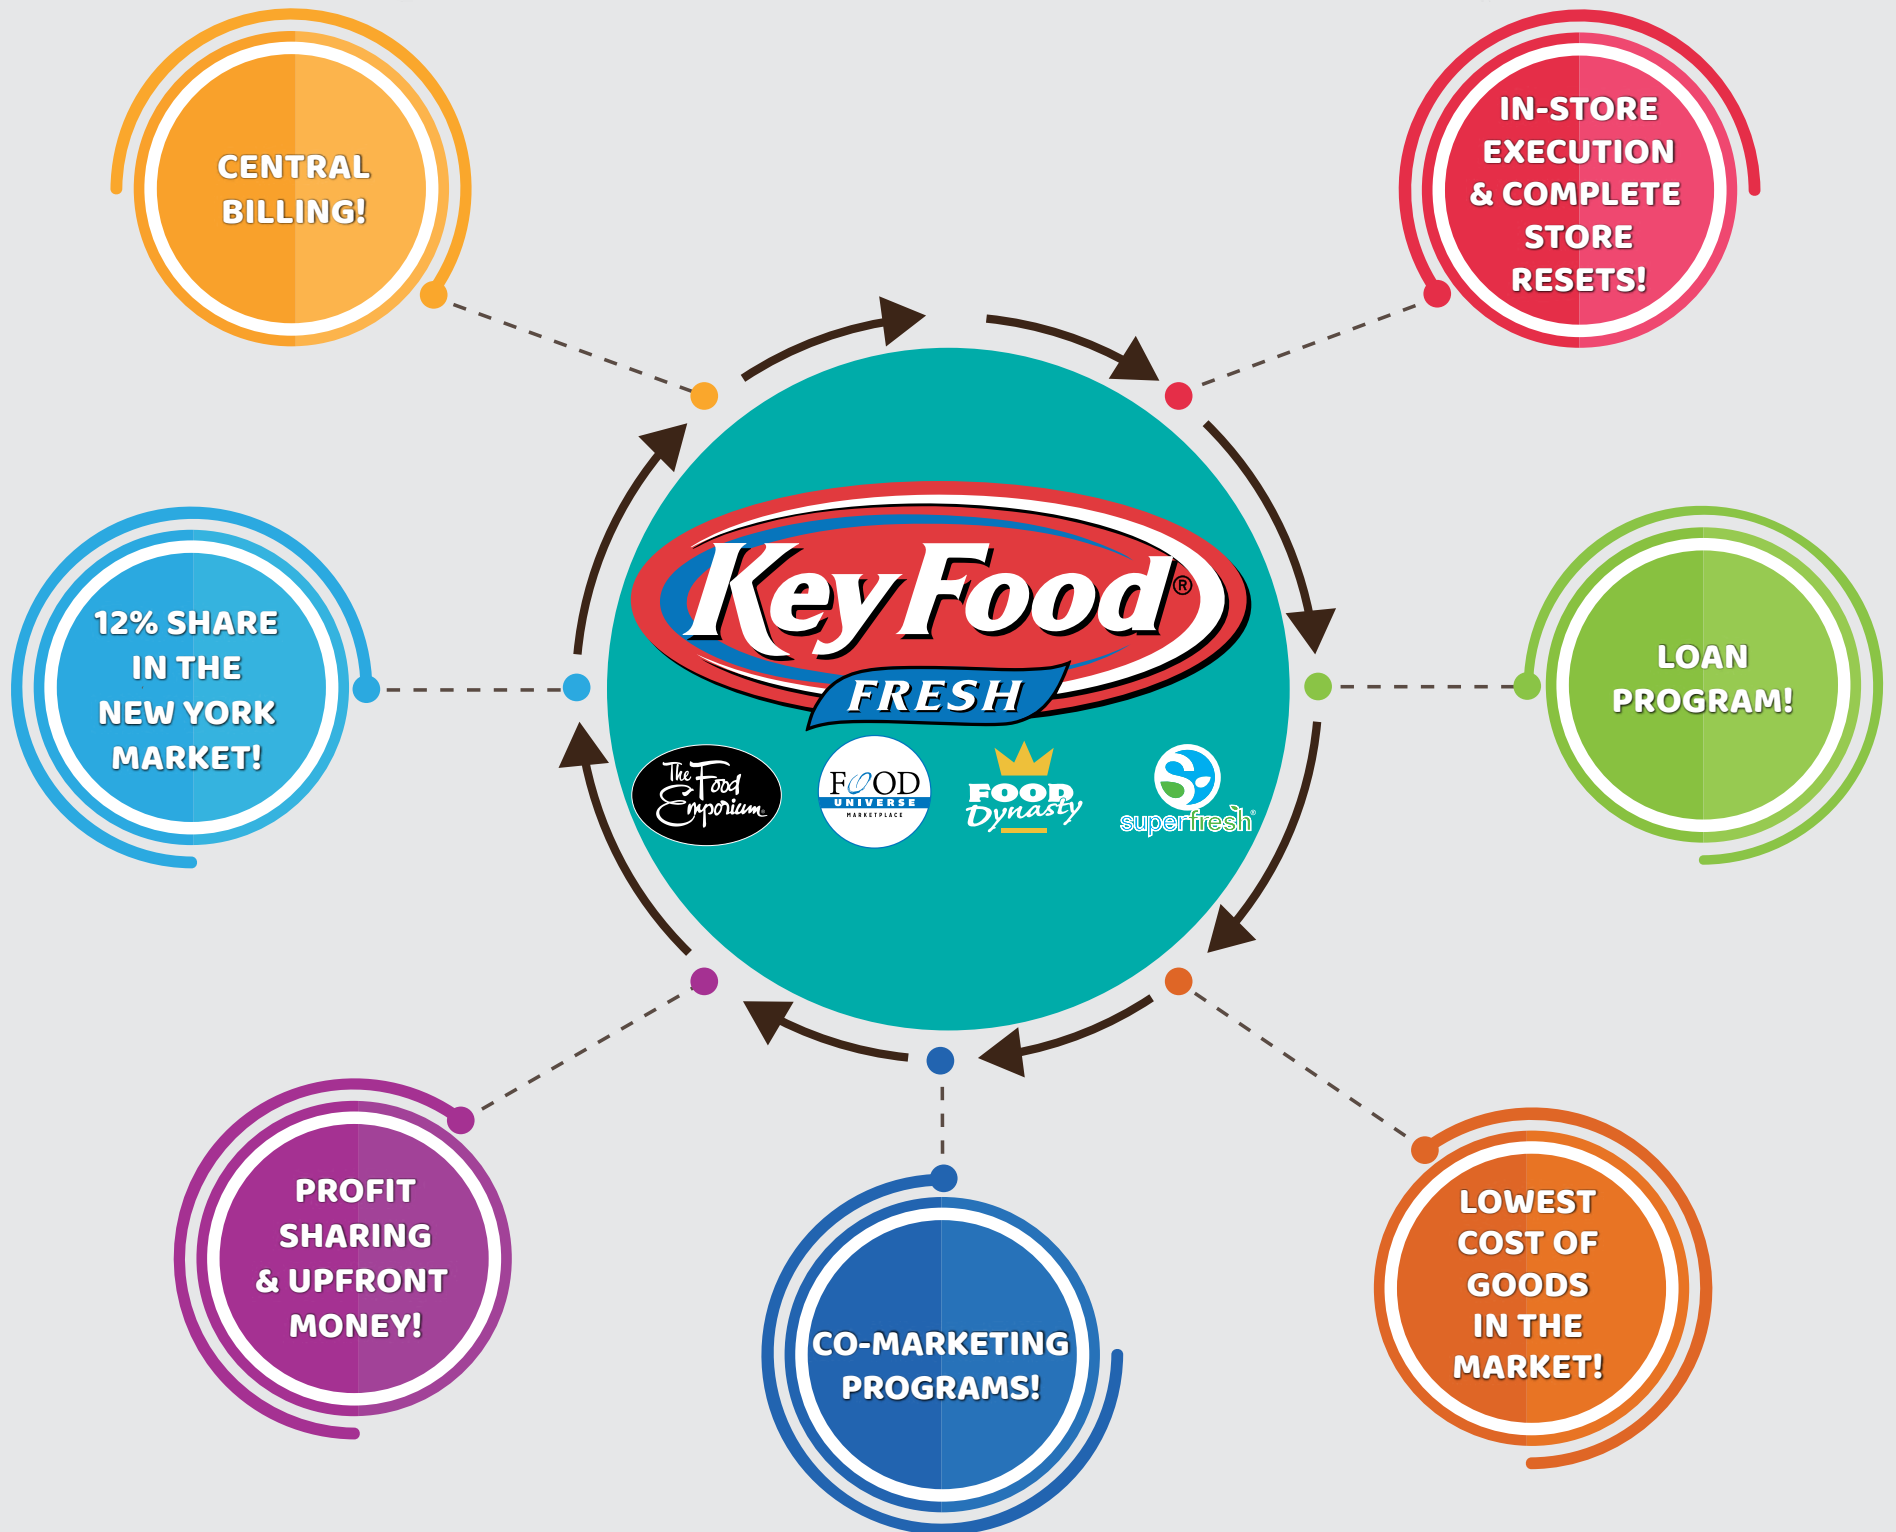 CENTRAL
BILLING!
IN-STORE
EXECUTION
& COMPLETE
STORE
RESETS!
12% SHARE
IN THE
NEW YORK
MARKET!
KeyFood®
FRESH
The Food
Emporium
FOOD
UNIVERSE
MARKETPLACE
FOOD
Dynasty
superfresh®
LOAN
PROGRAM!
PROFIT
SHARING
& UPFRONT
MONEY!
CO-MARKETING
PROGRAMS!
LOWEST
COST OF
GOODS
IN THE
MARKET!